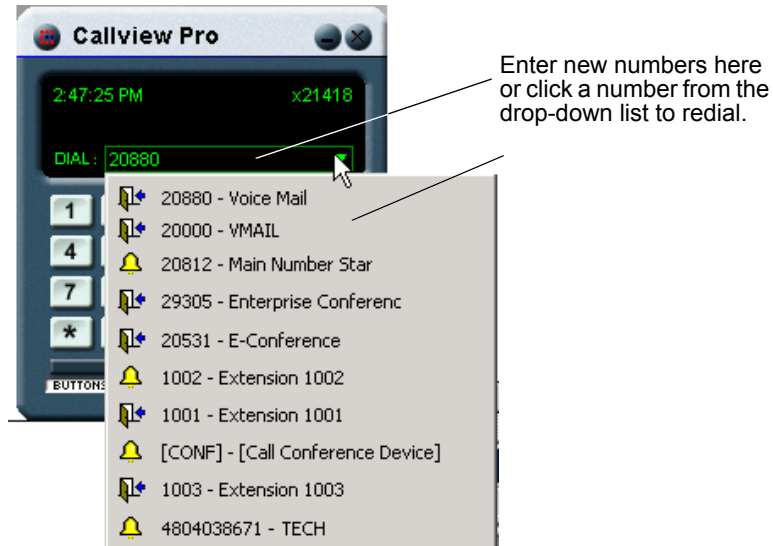 Callview Pro
2:47:25 PM x21418
Enter new numbers here
or click a number from the
drop-down list to redial.
DIAL: 20880
20880 - Voice Mail
20000 - VMAIL
20812 - Main Number Star
29305 - Enterprise Conferenc
20531 - E-Conference
1002 - Extension 1002
1001 - Extension 1001
[CONF] - [Call Conference Device]
1003 - Extension 1003
4804038671 - TECH
1
4
7
*
BUTTONS